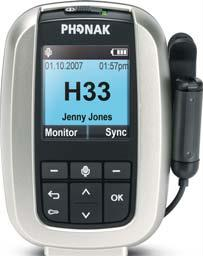 PHONAK
01.10.2007 01:57pm
H33
Jenny Jones
Monitor Sync
OK